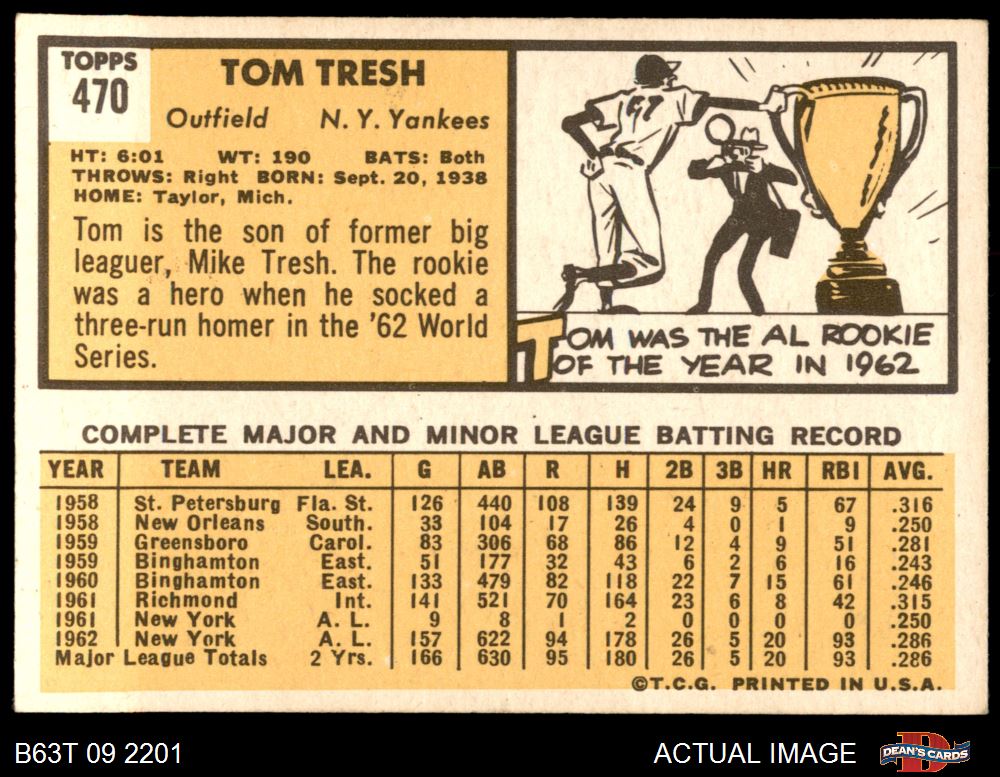 TOPPS
470
TOM TRESH
Outfield N. Y. Yankees
HT: 6:01 WT: 190 BATS: Both
THROWS: Right BORN: Sept. 20, 1938
HOME: Taylor, Mich.
Tom is the son of former big
leaguer, Mike Tresh. The rookie
was a hero when he socked a
three-run homer in the '62 World
Series.
TOM WAS THE AL ROOKIE
OF THE YEAR IN 1962
COMPLETE MAJOR AND MINOR LEAGUE BATTING RECORD
YEAR TEAM LEA. G AB R H 2B 3B HR RBI AVG.
1958 St. Petersburg Fla. St. 126 440 108 139 24 9 5 67 .316
1958 New Orleans South. 33 104 17 26 4 0 1 9 .250
1959 Greensboro Carol. 83 306 68 86 12 4 9 51 .281
1959 Binghamton East. 51 177 32 43 6 2 6 16 .243
1960 Binghamton East. 133 479 82 118 22 7 15 61 .246
1961 Richmond Int. 141 521 70 164 23 6 8 42 .315
1961 New York A. L. 9 8 1 2 0 0 0 0 .250
1962 New York A. L. 157 622 94 178 26 5 20 93 .286
Major League Totals 2 Yrs. 166 630 95 180 26 5 20 93 .286
©T.C.G. PRINTED IN U.S.A.
B63T 09 2201 ACTUAL IMAGE DEAN'S CARDS